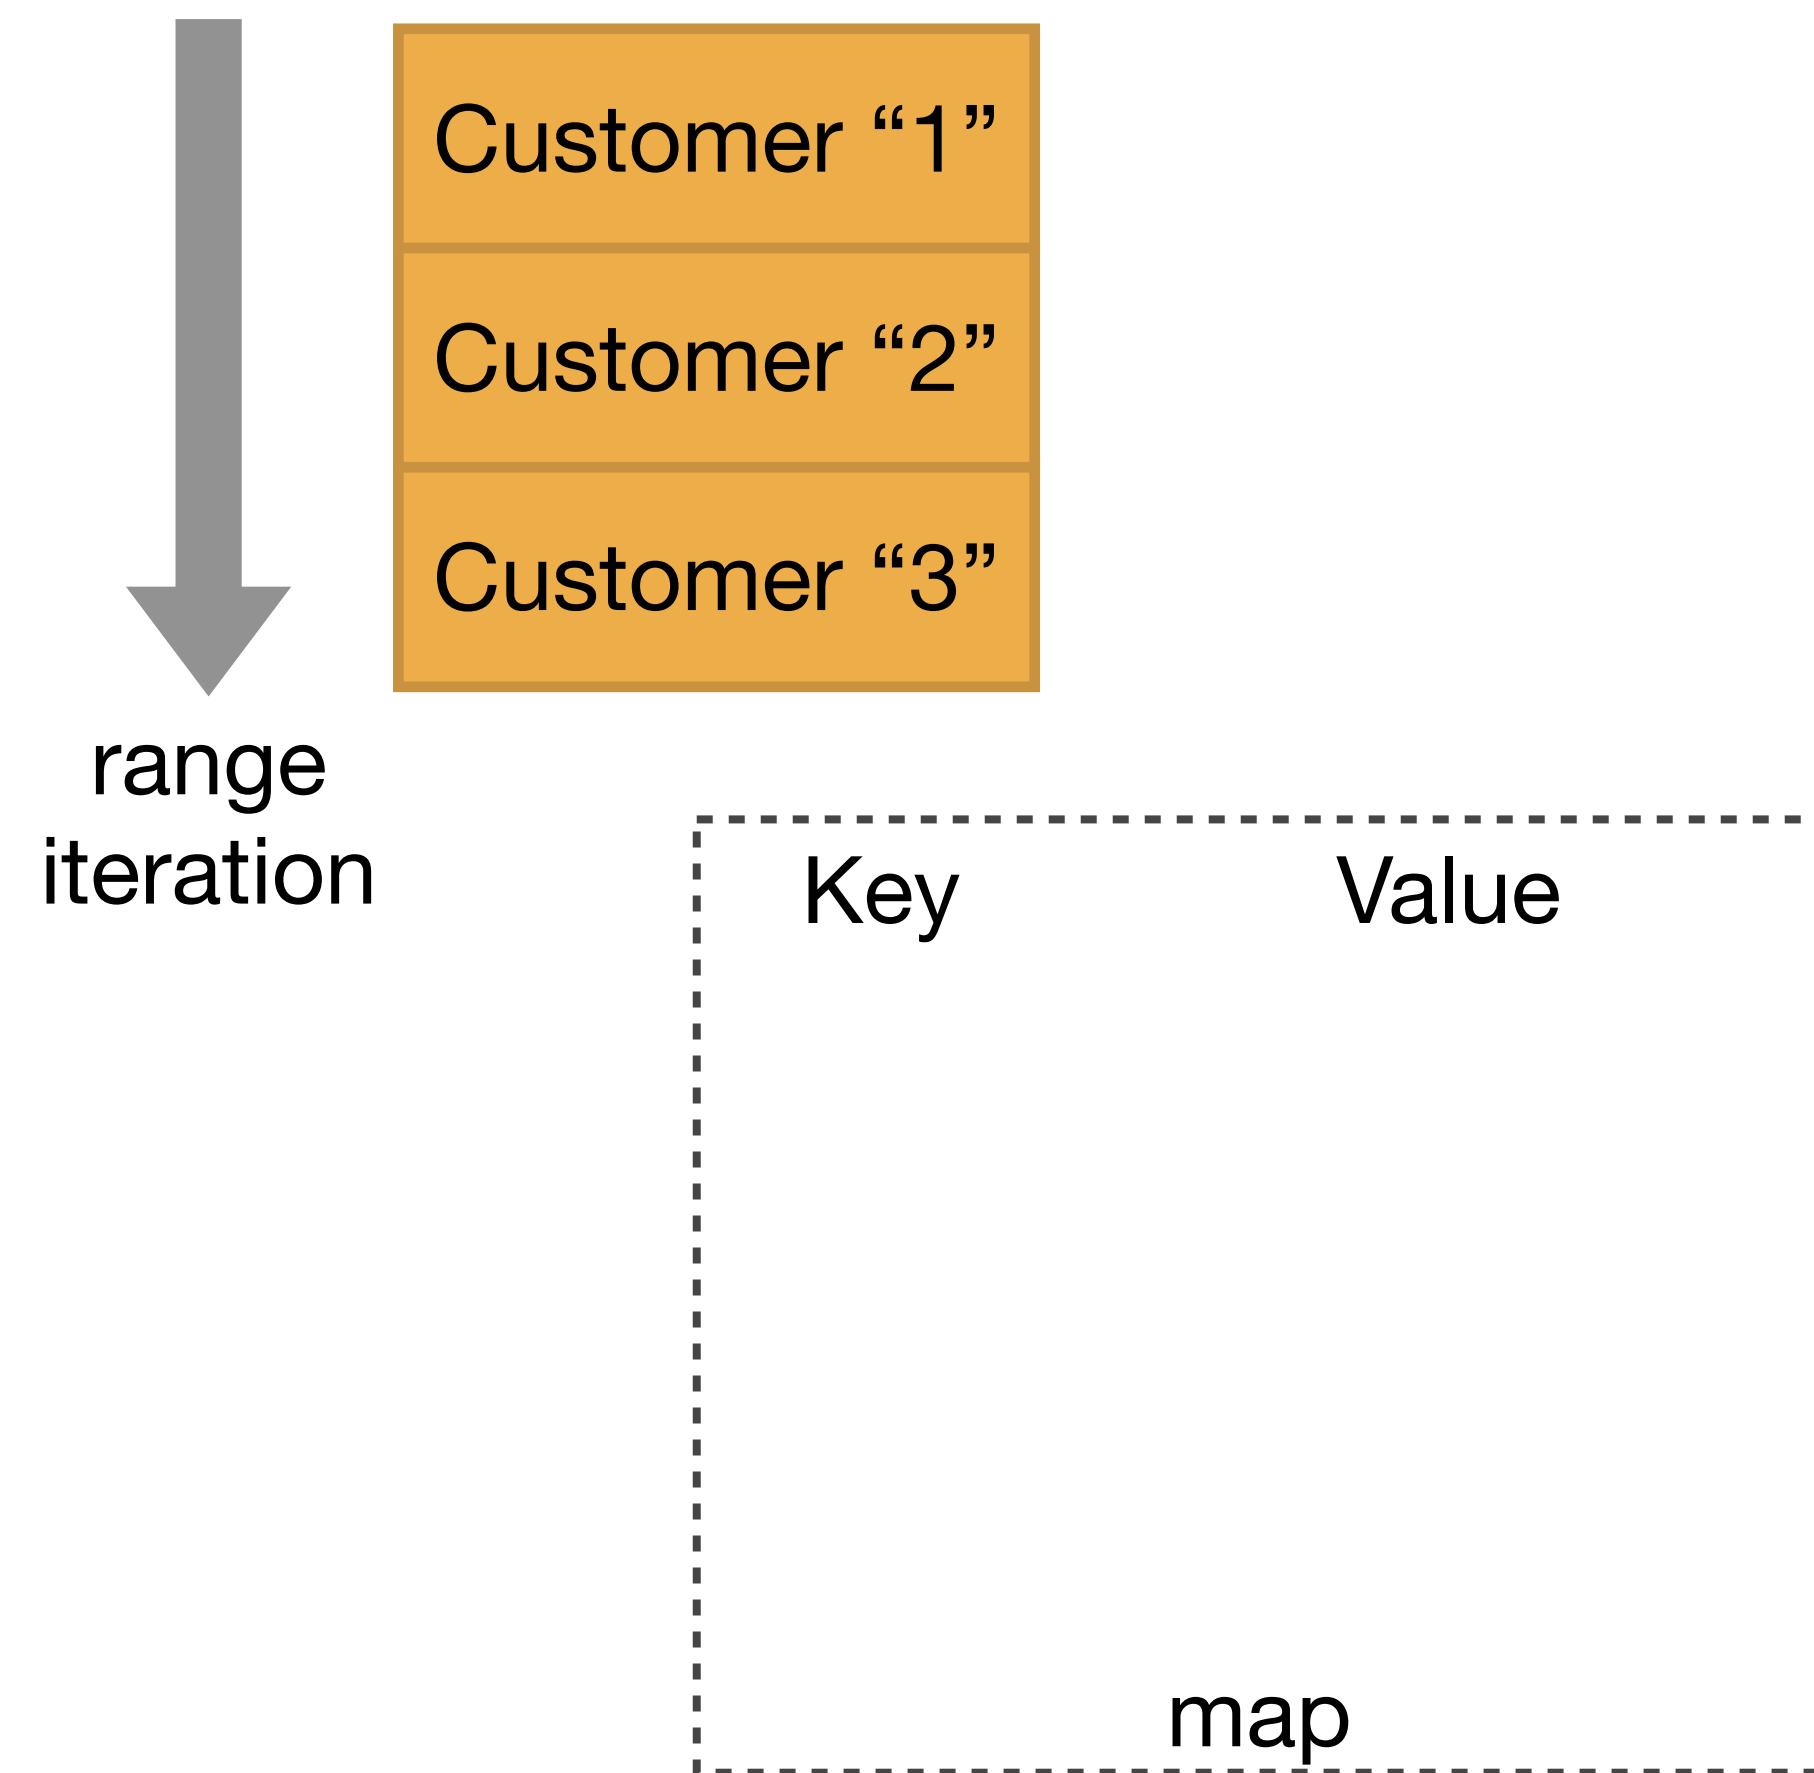 Customer “1”
Customer “2”
Customer “3”
range
iteration
Key Value
map